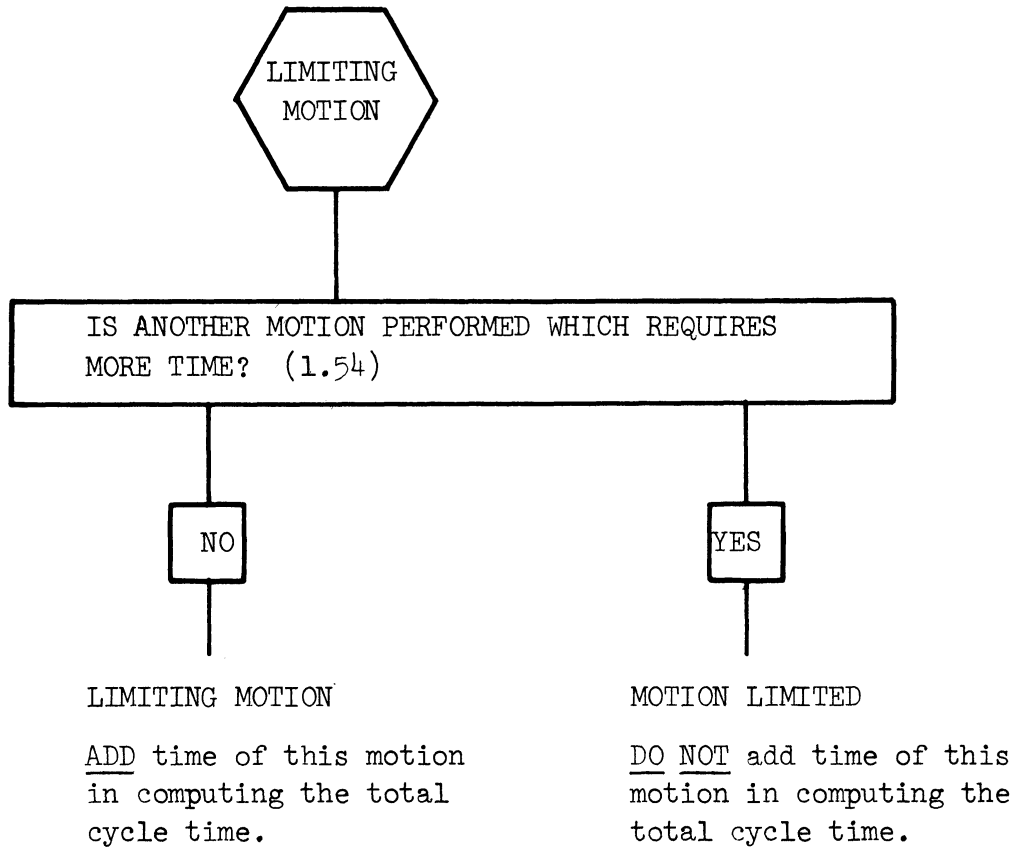 LIMITING
MOTION
IS ANOTHER MOTION PERFORMED WHICH REQUIRES
MORE TIME? (1.54)
NO
YES
LIMITING MOTION
ADD time of this motion
in computing the total
cycle time.
MOTION LIMITED
DO NOT add time of this
motion in computing the
total cycle time.